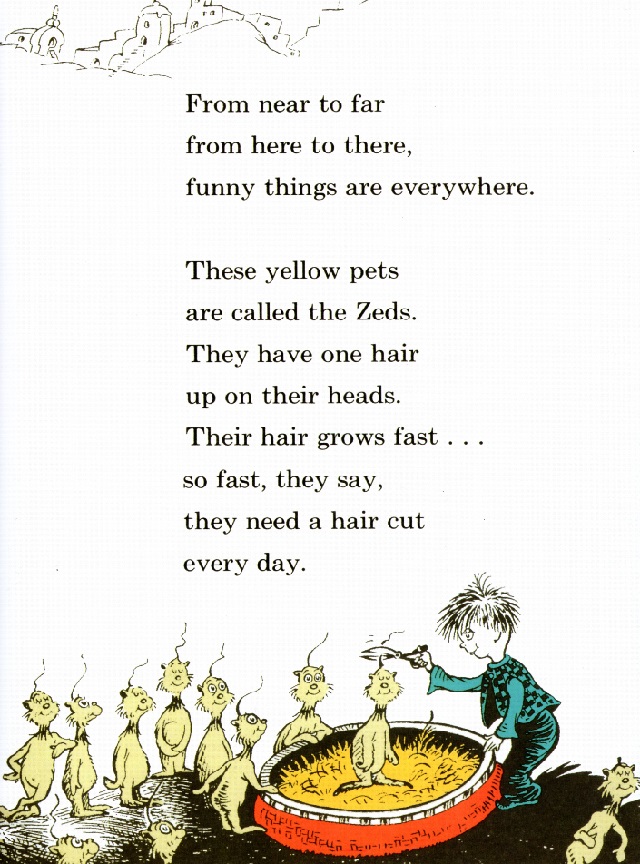 From near to far
from here to there,
funny things are everywhere.
These yellow pets
are called the Zeds.
They have one hair
up on their heads.
Their hair grows fast . . .
so fast, they say,
they need a hair cut
every day.